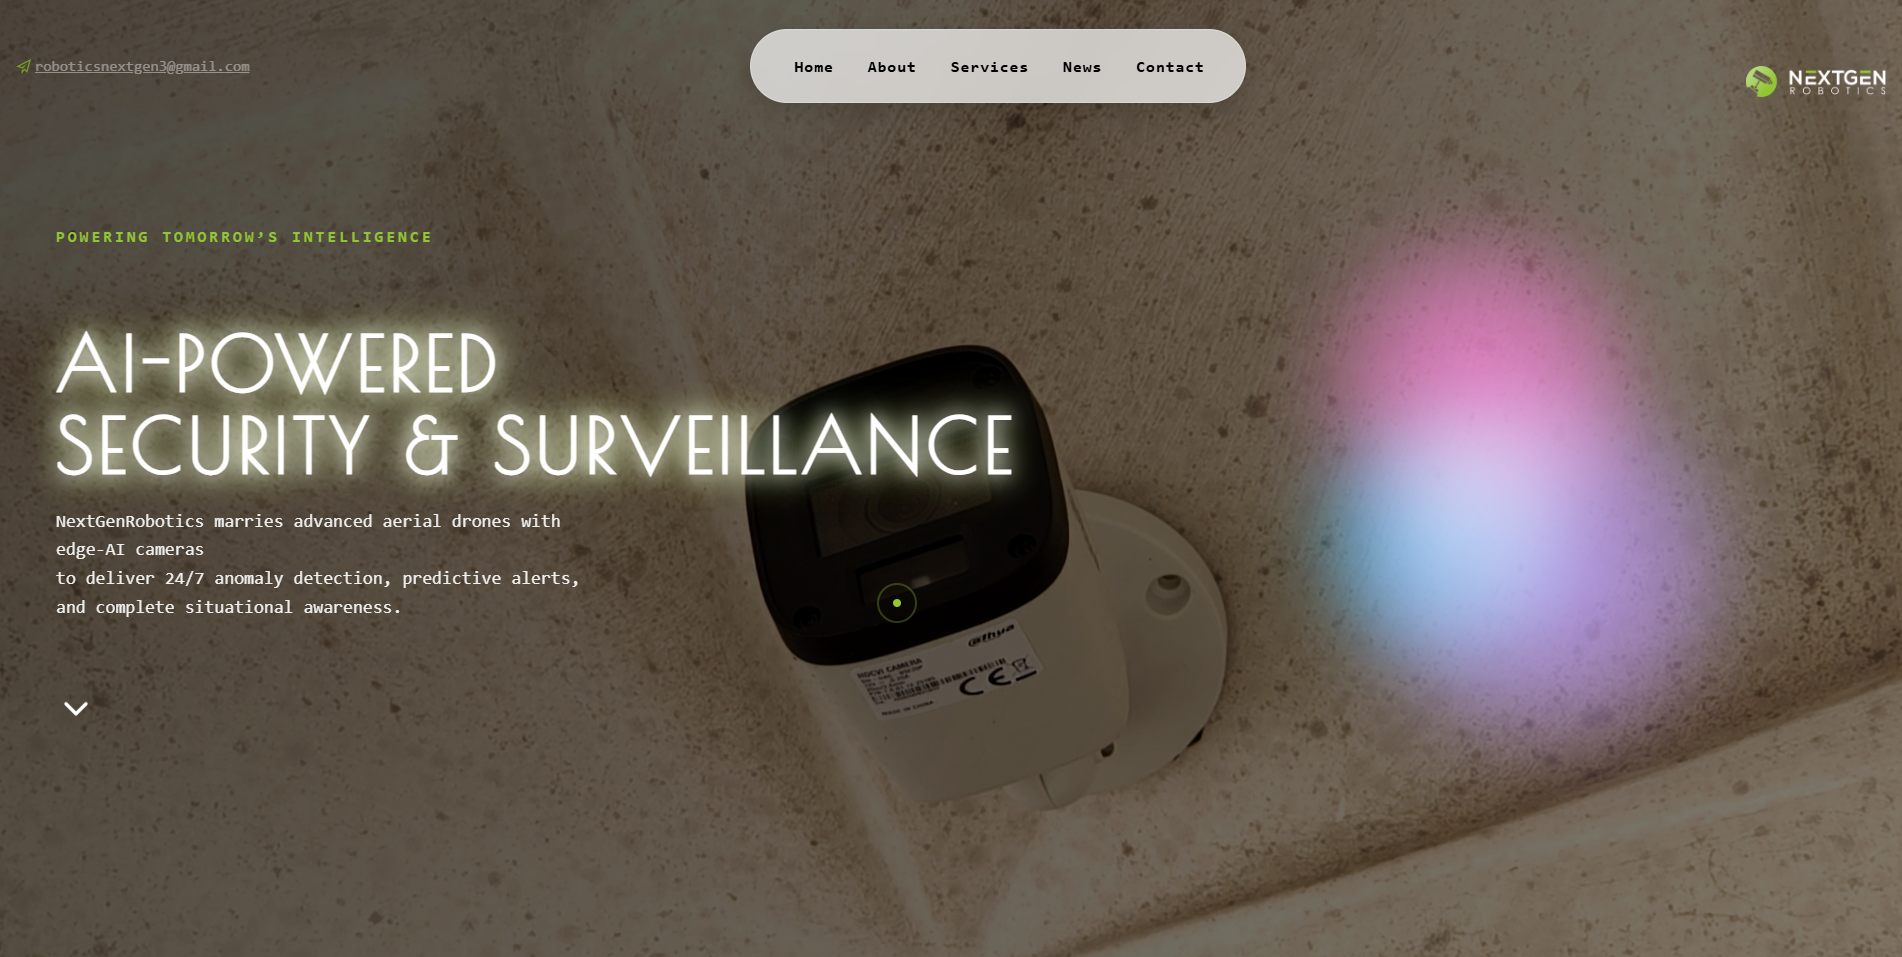 roboticsnextgen3@gmail.com
Home About Services News Contact
NEXTGEN
ROBOTICS
POWERING TOMORROW’S INTELLIGENCE
AI-POWERED
SECURITY & SURVEILLANCE
NextGenRobotics marries advanced aerial drones with
edge-AI cameras
to deliver 24/7 anomaly detection, predictive alerts,
and complete situational awareness.
alhua
HDCVI CAMERA
CE
MADE IN CHINA